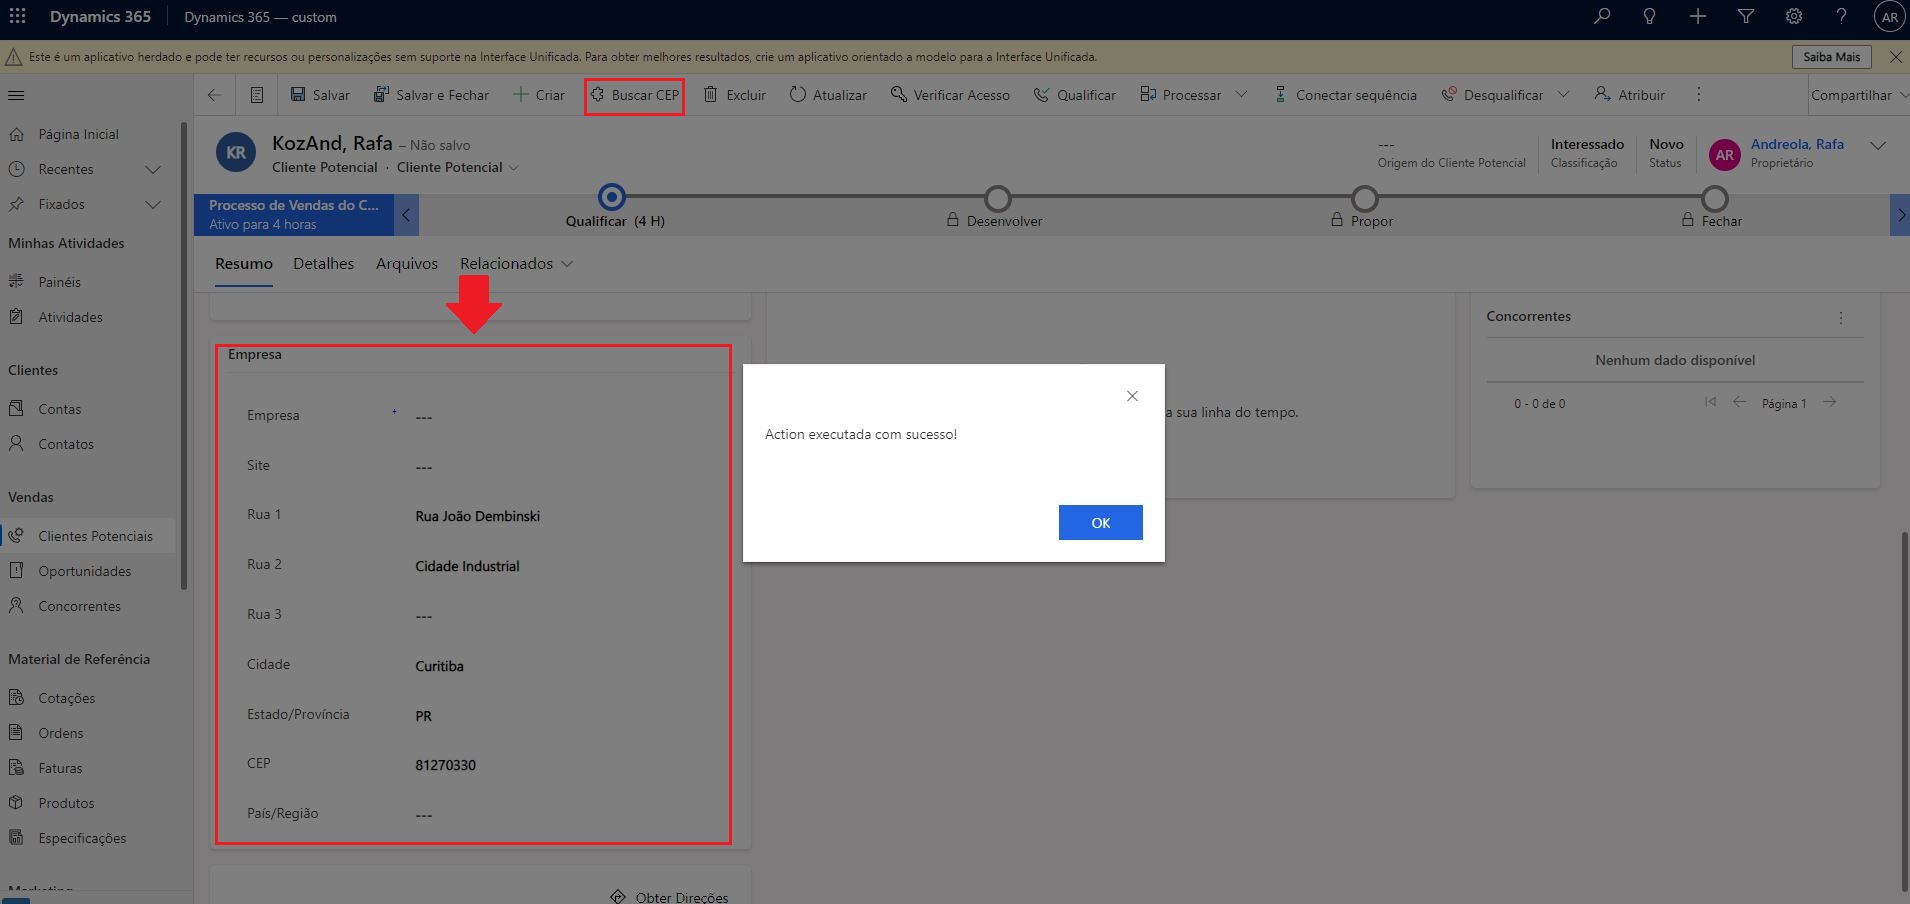 Dynamics 365
Dynamics 365 — custom
AR
Este é um aplicativo herdado e pode ter recursos ou personalizações sem suporte na Interface Unificada. Para obter melhores resultados, crie um aplicativo orientado a modelo para a Interface Unificada.
Saiba Mais
Salvar
Salvar e Fechar
Criar
Buscar CEP
Excluir
Atualizar
Verificar Acesso
Qualificar
Processar
Conectar sequência
Desqualificar
Atribuir
Compartilhar
Página Inicial
Recentes
Fixados
Minhas Atividades
Painéis
Atividades
Clientes
Contas
Contatos
Vendas
Clientes Potenciais
Oportunidades
Concorrentes
Material de Referência
Cotações
Ordens
Faturas
Produtos
Especificações
Marketing
KR
KozAnd, Rafa – Não salvo
Cliente Potencial · Cliente Potencial
---
Origem do Cliente Potencial
Interessado
Classificação
Novo
Status
AR
Andreola, Rafa
Proprietário
Processo de Vendas do C...
Ativo para 4 horas
Qualificar (4 H)
Desenvolver
Propor
Fechar
Resumo
Detalhes
Arquivos
Relacionados
Empresa
Empresa + ---
Site ---
Rua 1 Rua João Dembinski
Rua 2 Cidade Industrial
Rua 3 ---
Cidade Curitiba
Estado/Província PR
CEP 81270330
País/Região ---
Obter Direções
a sua linha do tempo.
Action executada com sucesso!
OK
Concorrentes
Nenhum dado disponível
0 - 0 de 0
Página 1